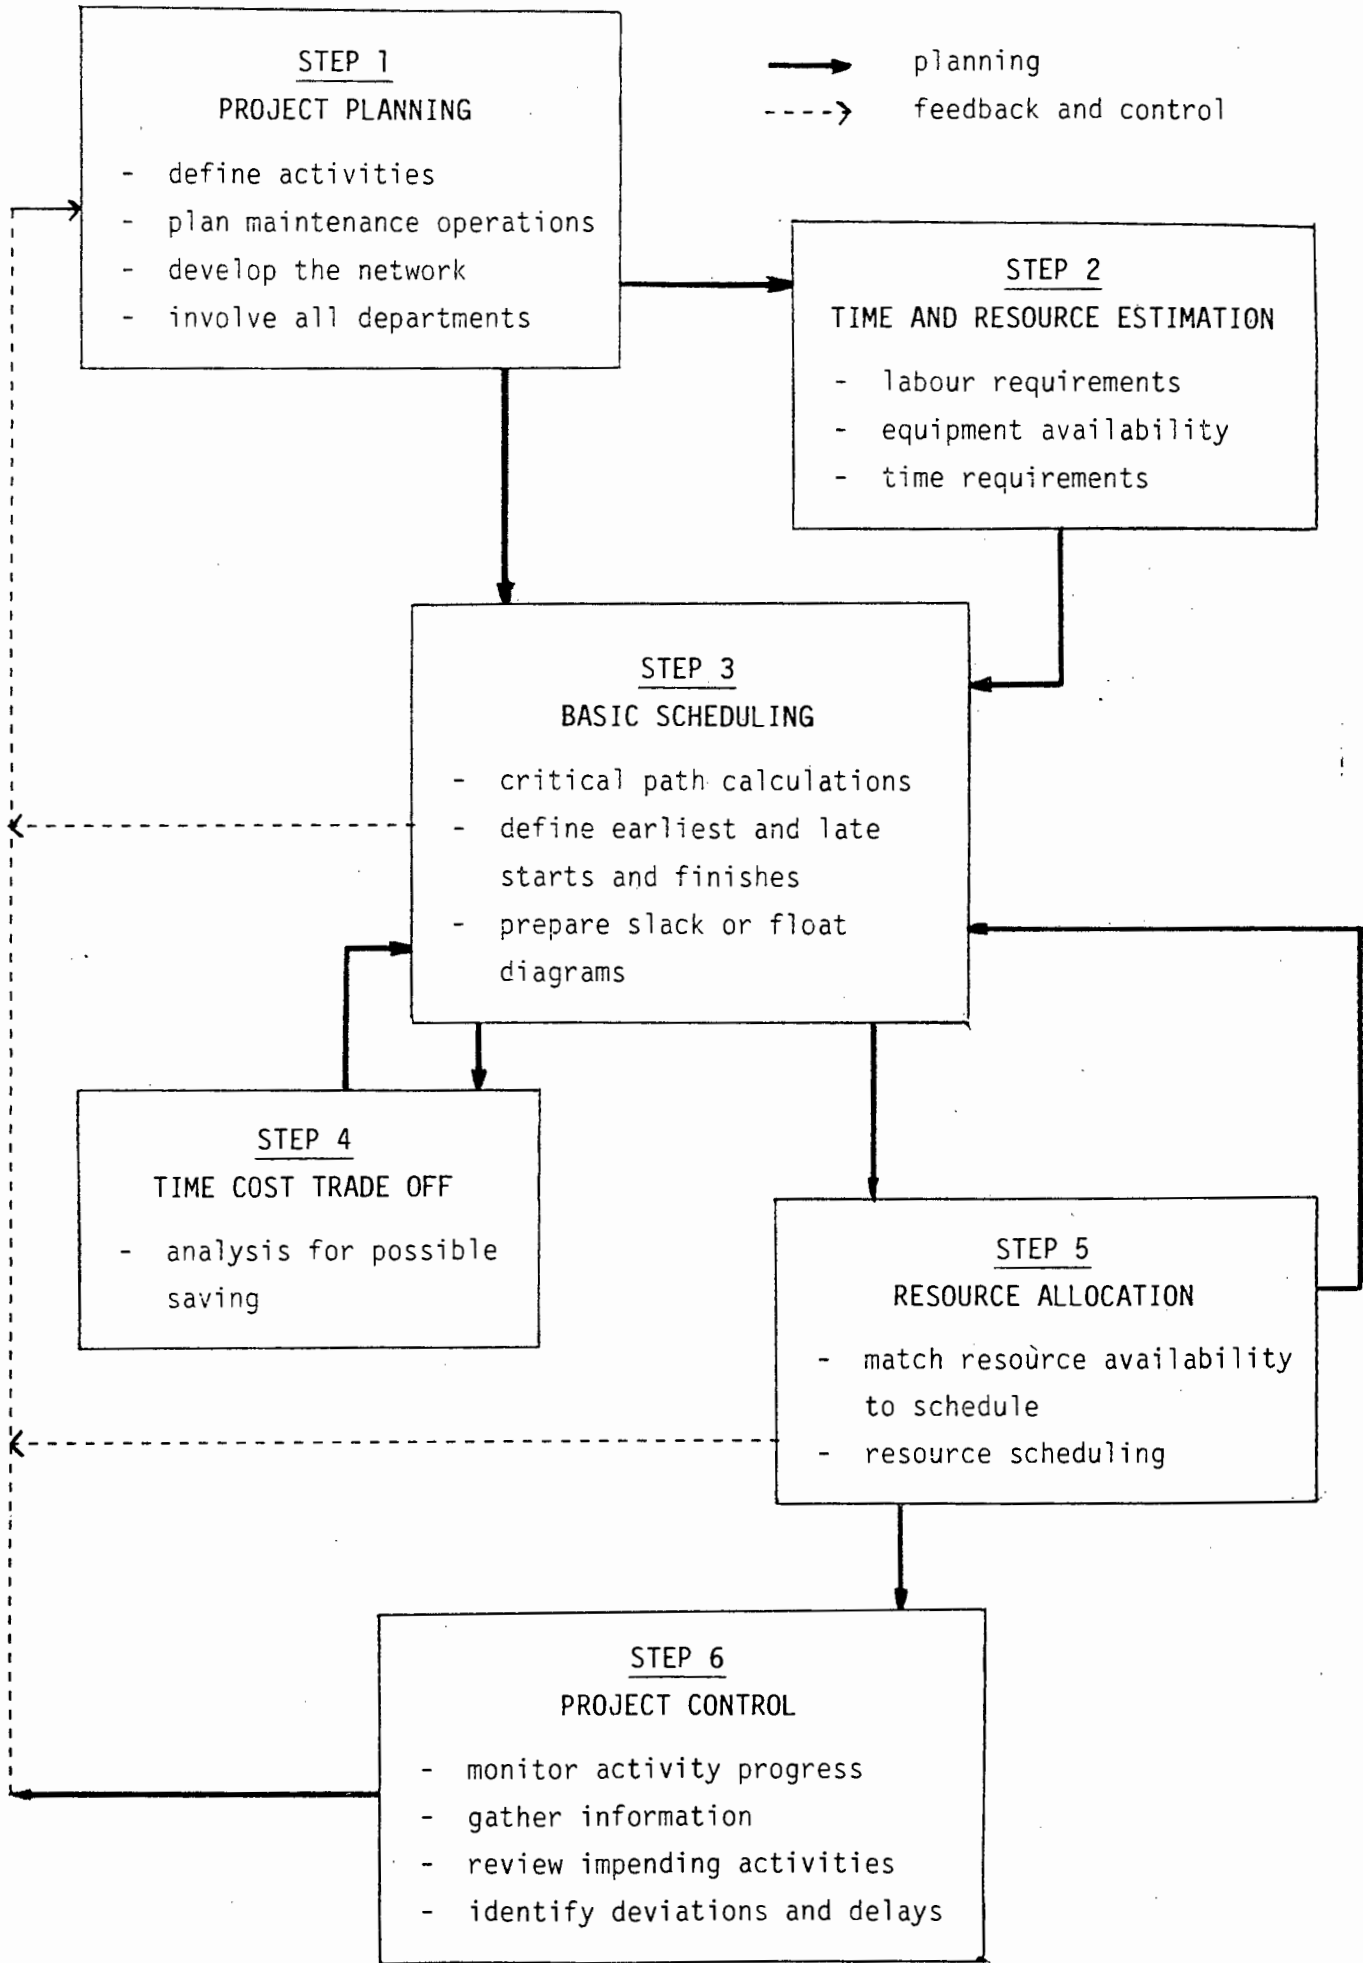 STEP 1
PROJECT PLANNING
- define activities
- plan maintenance operations
- develop the network
- involve all departments
planning
feedback and control
STEP 2
TIME AND RESOURCE ESTIMATION
- labour requirements
- equipment availability
- time requirements
STEP 3
BASIC SCHEDULING
- critical path calculations
- define earliest and late
starts and finishes
- prepare slack or float
diagrams
STEP 4
TIME COST TRADE OFF
- analysis for possible
saving
STEP 5
RESOURCE ALLOCATION
- match resource availability
to schedule
- resource scheduling
STEP 6
PROJECT CONTROL
- monitor activity progress
- gather information
- review impending activities
- identify deviations and delays